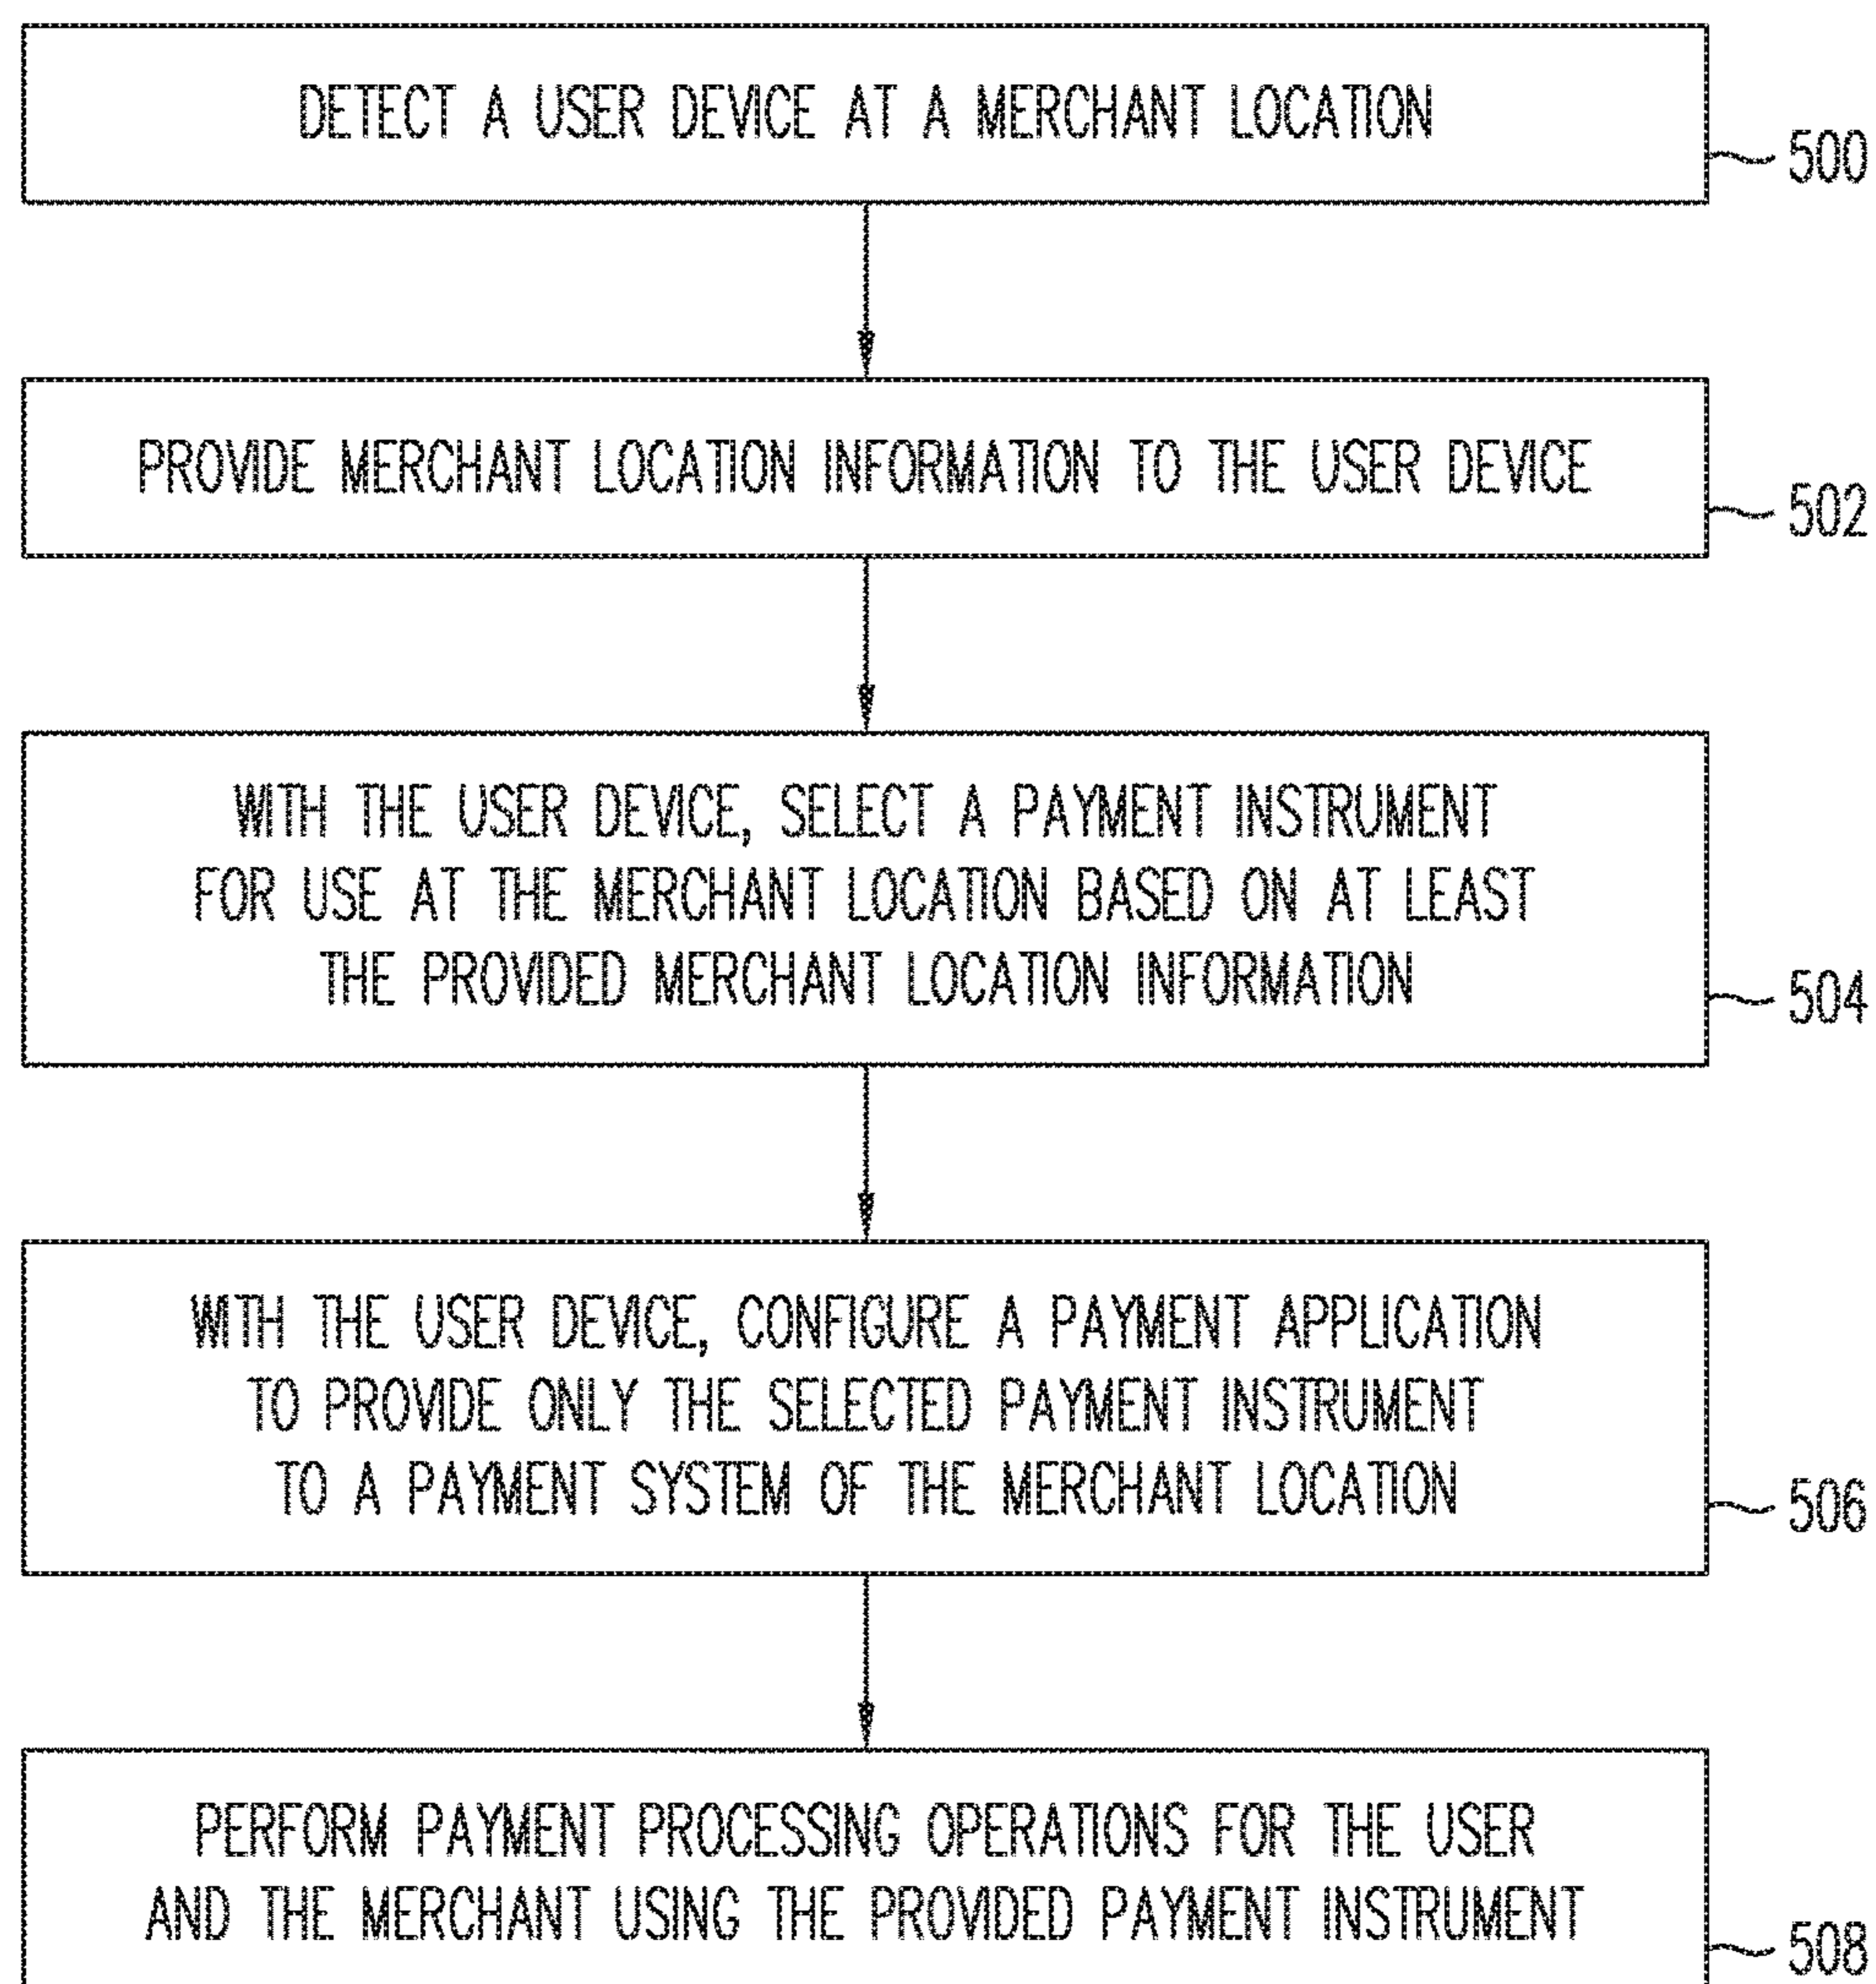 DETECT A USER DEVICE AT A MERCHANT LOCATION
500
PROVIDE MERCHANT LOCATION INFORMATION TO THE USER DEVICE
502
WITH THE USER DEVICE, SELECT A PAYMENT INSTRUMENT
FOR USE AT THE MERCHANT LOCATION BASED ON AT LEAST
THE PROVIDED MERCHANT LOCATION INFORMATION
504
WITH THE USER DEVICE, CONFIGURE A PAYMENT APPLICATION
TO PROVIDE ONLY THE SELECTED PAYMENT INSTRUMENT
TO A PAYMENT SYSTEM OF THE MERCHANT LOCATION
506
PERFORM PAYMENT PROCESSING OPERATIONS FOR THE USER
AND THE MERCHANT USING THE PROVIDED PAYMENT INSTRUMENT
508